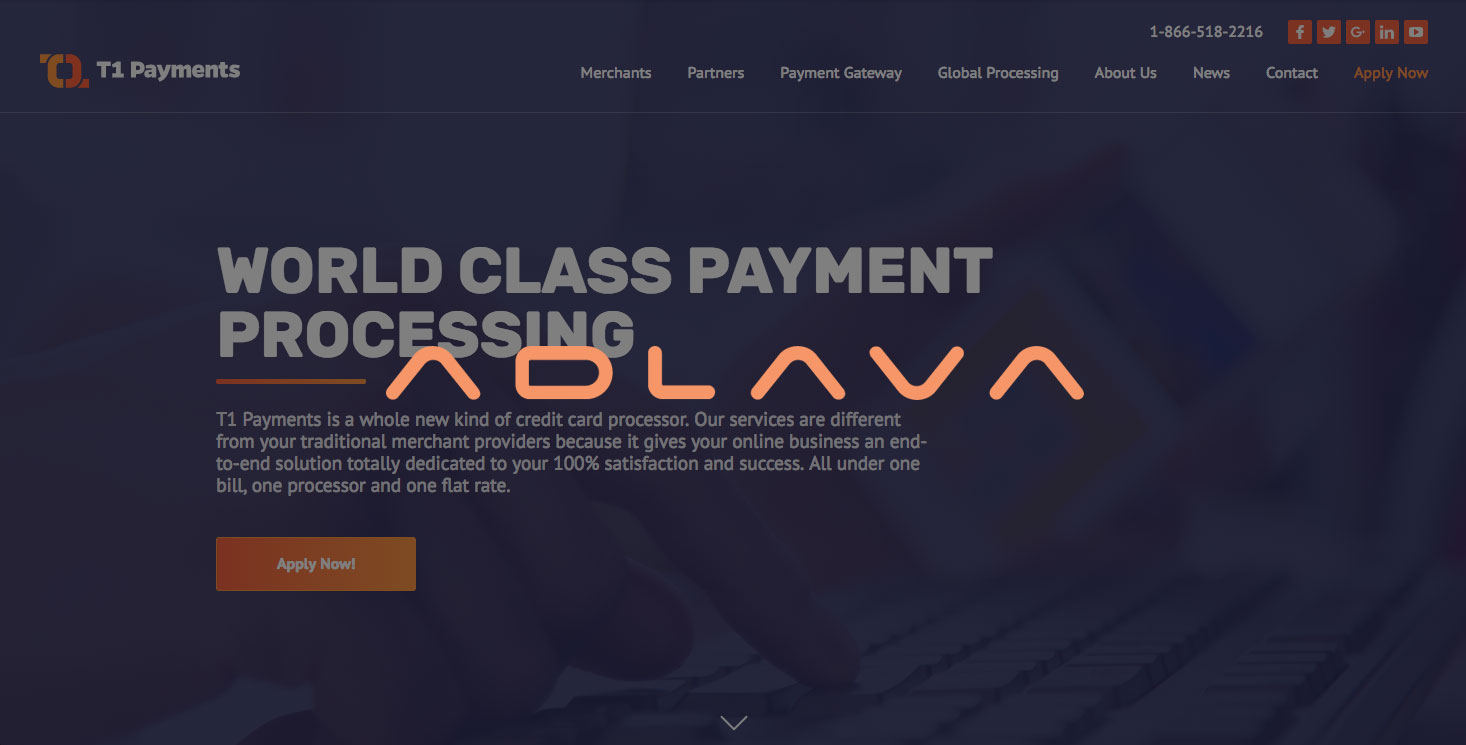 1-866-518-2216
T1 Payments
Merchants Partners Payment Gateway Global Processing About Us News Contact Apply Now
WORLD CLASS PAYMENT
PROCESSING
ADLAVA
T1 Payments is a whole new kind of credit card processor. Our services are different
from your traditional merchant providers because it gives your online business an end-
to-end solution totally dedicated to your 100% satisfaction and success. All under one
bill, one processor and one flat rate.
Apply Now!